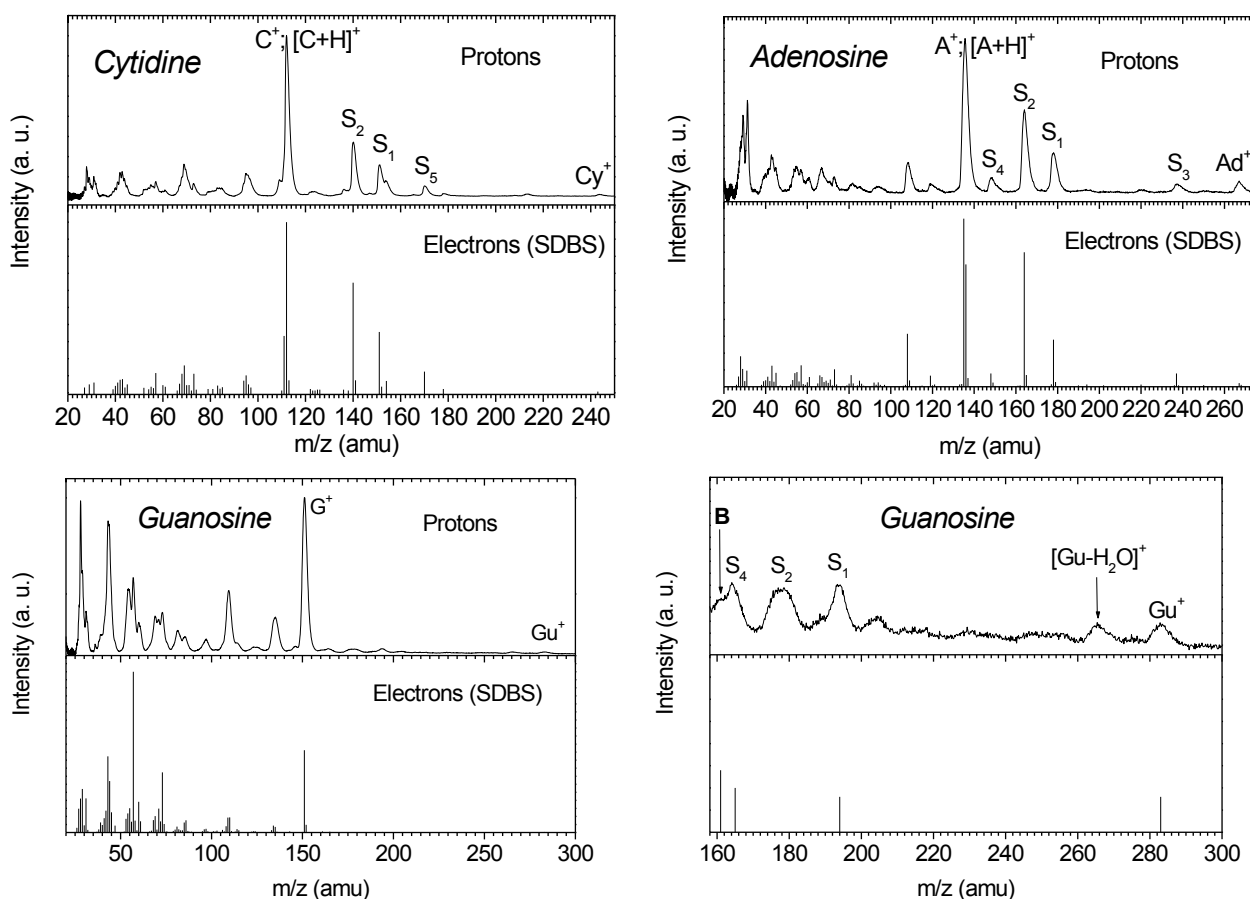 Cytidine
C⁺; [C+H]⁺
Protons
S₂
S₁
S₅
Cy⁺
Intensity (a. u.)
Electrons (SDBS)
20 40 60 80 100 120 140 160 180 200 220 240
m/z (amu)
Adenosine
A⁺; [A+H]⁺
Protons
S₂
S₁
S₄
S₃
Ad⁺
Intensity (a. u.)
Electrons (SDBS)
20 40 60 80 100 120 140 160 180 200 220 240 260
m/z (amu)
Guanosine
G⁺
Protons
Gu⁺
Intensity (a. u.)
Electrons (SDBS)
50 100 150 200 250 300
m/z (amu)
B
Guanosine
S₄
S₂
S₁
[Gu-H₂O]⁺
Gu⁺
Intensity (a. u.)
160 180 200 220 240 260 280 300
m/z (amu)